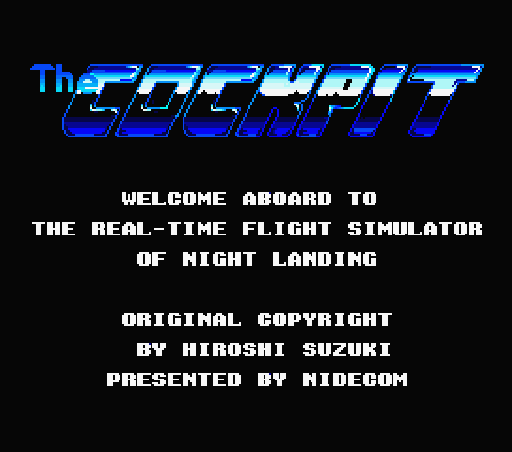 The COCKPIT
WELCOME ABOARD TO
THE REAL-TIME FLIGHT SIMULATOR
OF NIGHT LANDING
ORIGINAL COPYRIGHT
BY HIROSHI SUZUKI
PRESENTED BY NIDECOM